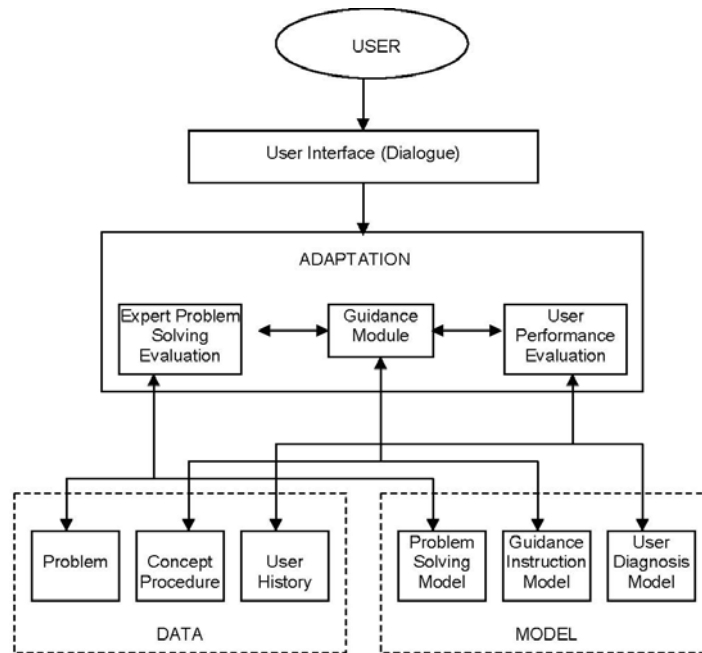 USER
User Interface (Dialogue)
ADAPTATION
Expert Problem
Solving
Evaluation
Guidance
Module
User
Performance
Evaluation
Problem
Concept
Procedure
User
History
Problem
Solving
Model
Guidance
Instruction
Model
User
Diagnosis
Model
DATA
MODEL